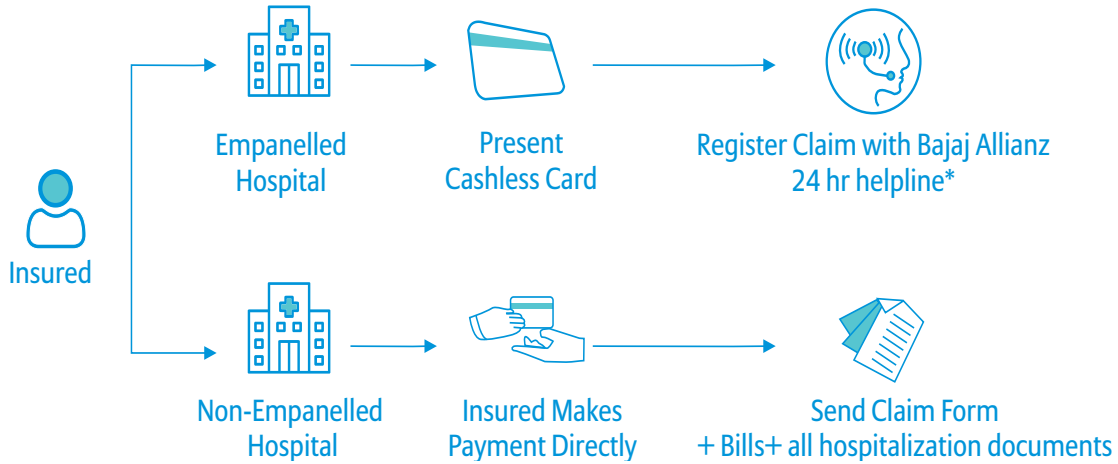 Insured
Empanelled
Hospital
Present
Cashless Card
Register Claim with Bajaj Allianz
24 hr helpline*
Non-Empanelled
Hospital
Insured Makes
Payment Directly
Send Claim Form
+ Bills+ all hospitalization documents